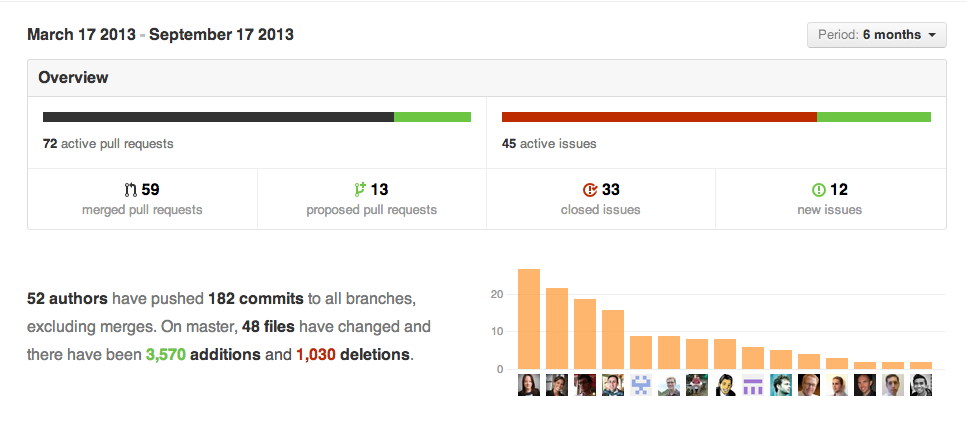 March 17 2013 - September 17 2013
Period: 6 months
Overview
72 active pull requests
45 active issues
59
merged pull requests
13
proposed pull requests
33
closed issues
12
new issues
52 authors have pushed 182 commits to all branches,
excluding merges. On master, 48 files have changed and
there have been 3,570 additions and 1,030 deletions.
20
10
0